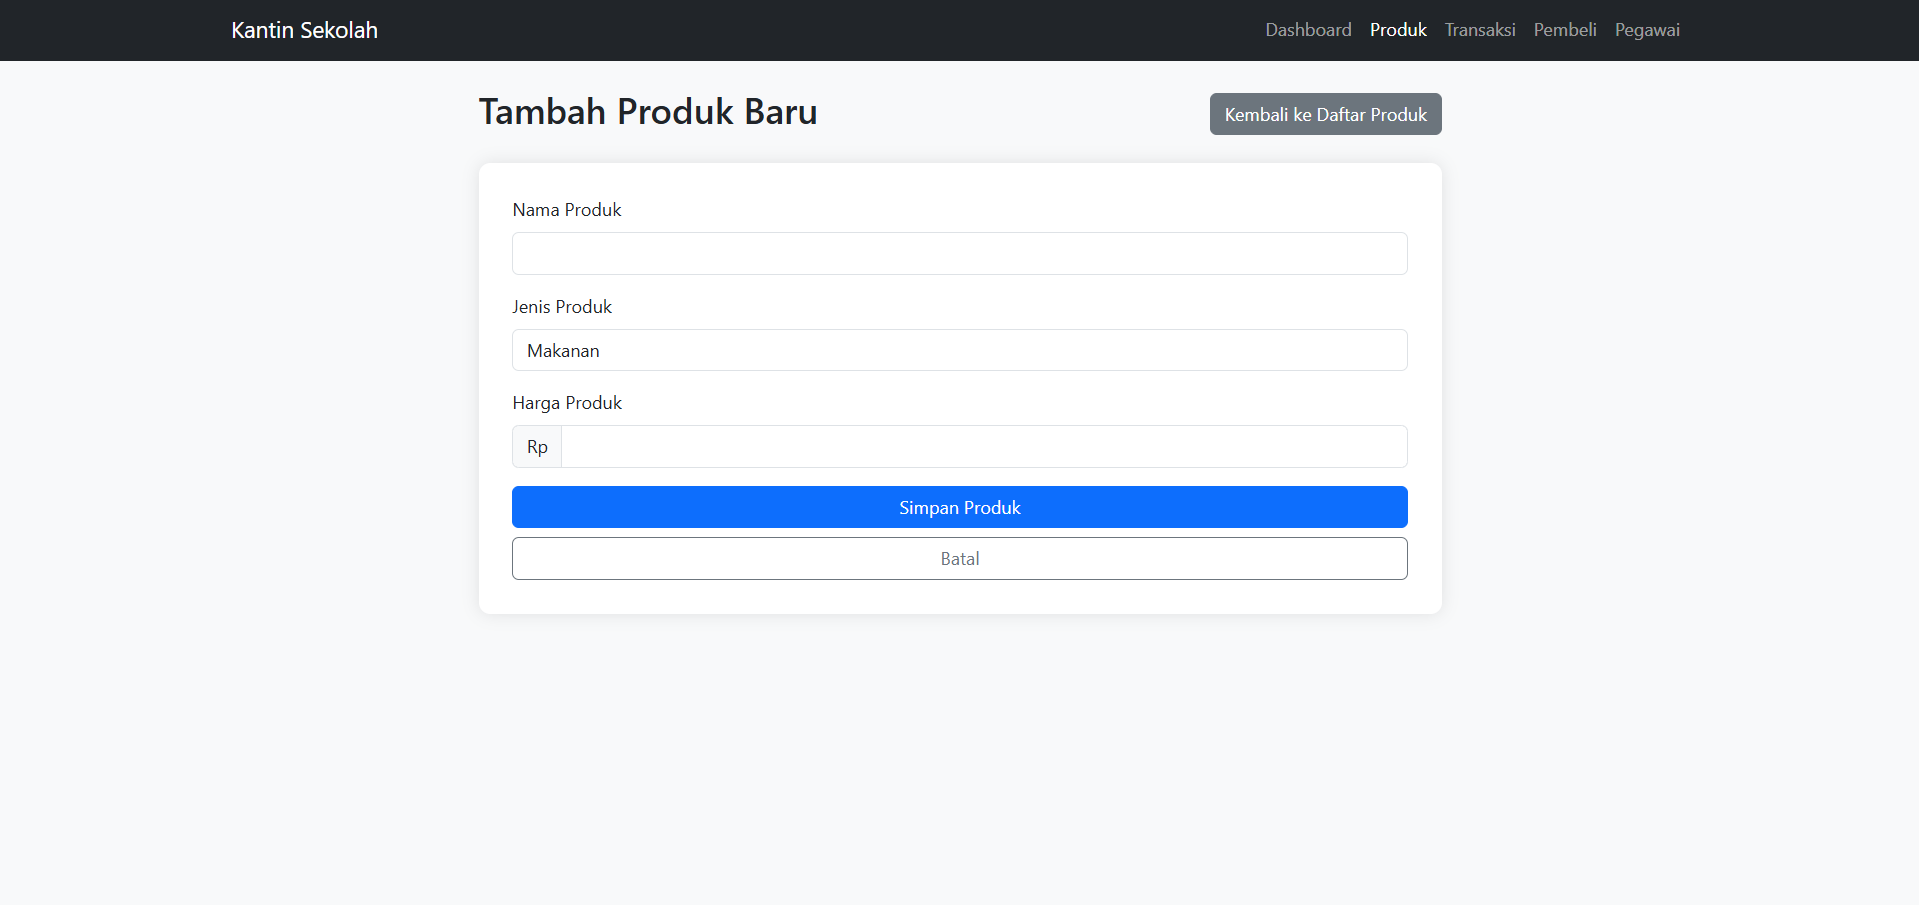 Kantin Sekolah
Dashboard Produk Transaksi Pembeli Pegawai
Tambah Produk Baru
Kembali ke Daftar Produk
Nama Produk
Jenis Produk
Makanan
Harga Produk
Rp
Simpan Produk
Batal